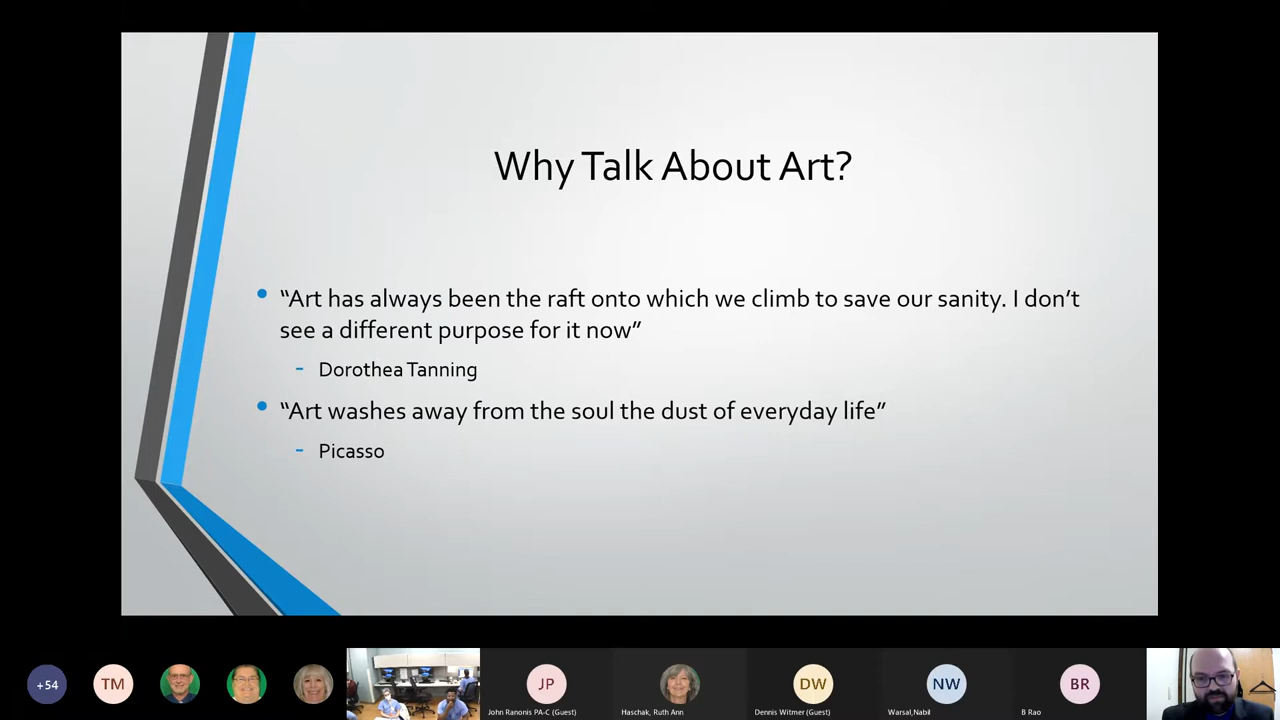 Why Talk About Art?
“Art has always been the raft onto which we climb to save our sanity. I don’t
see a different purpose for it now”
- Dorothea Tanning
“Art washes away from the soul the dust of everyday life”
- Picasso
+54
TM
JP
DW
NW
BR
John Ranonis PA-C (Guest)
Haschak, Ruth Ann
Dennis Witmer (Guest)
Warsal,Nabil
B Rao